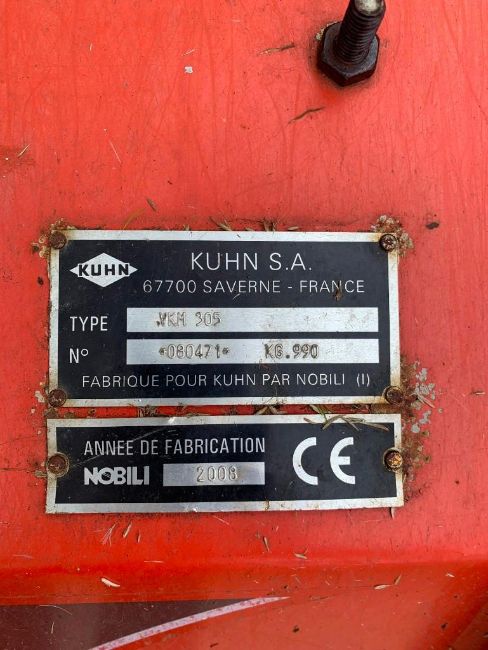 KUHN
KUHN S.A.
67700 SAVERNE - FRANCE
TYPE VKM 305
N° *080471* KG.990
FABRIQUE POUR KUHN PAR NOBILI (I)
ANNEE DE FABRICATION
NOBILI 2008
CE